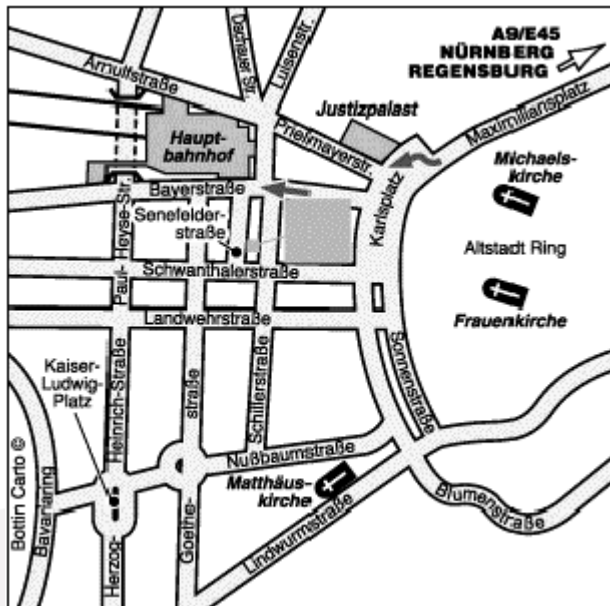 A9/E45
NÜRNBERG
REGENSBURG
Arnulfstraße
Dachauer Str.
Luisenstr.
Justizpalast
Maximiliansplatz
Prielmayerstr.
Haupt-
bahnhof
Michaels-
kirche
Bayerstraße
Karlsplatz
Senefelder-
straße
Altstadt Ring
Paul-
Heyse-Str.
Schwanthalerstraße
Frauenkirche
Landwehrstraße
Kaiser-
Ludwig-
Platz
Heinrich-Straße
straße
Schillerstraße
Sonnenstraße
Nußbaumstraße
Matthäus-
kirche
Bottin Carto ©
Bavariaring
Herzog-
Goethe-
Lindwurmstraße
Blumenstraße